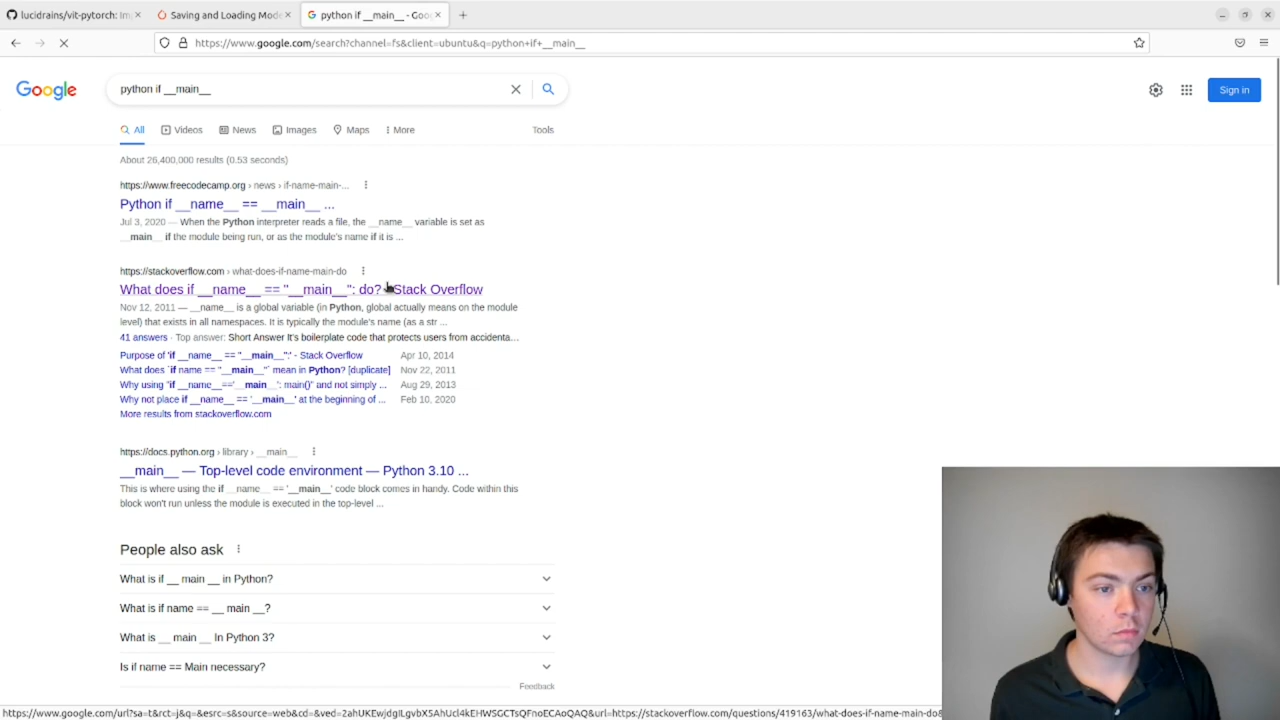 lucidrains/vit-pytorch: Im
Saving and Loading Mode
python if __main__ - Goo
https://www.google.com/search?channel=fs&client=ubuntu&q=python+if+__main__
Google
python if __main__
Sign in
All
Videos
News
Images
Maps
More
Tools
About 26,400,000 results (0.53 seconds)
https://www.freecodecamp.org › news › if-name-main-...
Python if __name__ == __main__ ...
Jul 3, 2020 — When the Python interpreter reads a file, the __name__ variable is set as
__main__ if the module being run, or as the module's name if it is ...
https://stackoverflow.com › what-does-if-name-main-do
What does if __name__ == "__main__": do? - Stack Overflow
Nov 12, 2011 — __name__ is a global variable (in Python, global actually means on the module
level) that exists in all namespaces. It is typically the module's name (as a str ...
41 answers · Top answer: Short Answer It's boilerplate code that protects users from accidenta…
Purpose of 'if __name__ == "__main__":' - Stack Overflow Apr 10, 2014
What does `if name == "__main__"` mean in Python? [duplicate] Nov 22, 2011
Why using 'if __name__=='__main__': main()' and not simply ... Aug 29, 2013
Why not place if __name__ == '__main__' at the beginning of ... Feb 10, 2020
More results from stackoverflow.com
https://docs.python.org › library › __main__
__main__ — Top-level code environment — Python 3.10 ...
This is where using the if __name__ == '__main__' code block comes in handy. Code within this
block won't run unless the module is executed in the top-level ...
People also ask
What is if __ main __ in Python?
What is if name == __ main __?
What is __ main __ In Python 3?
Is if name == Main necessary?
Feedback